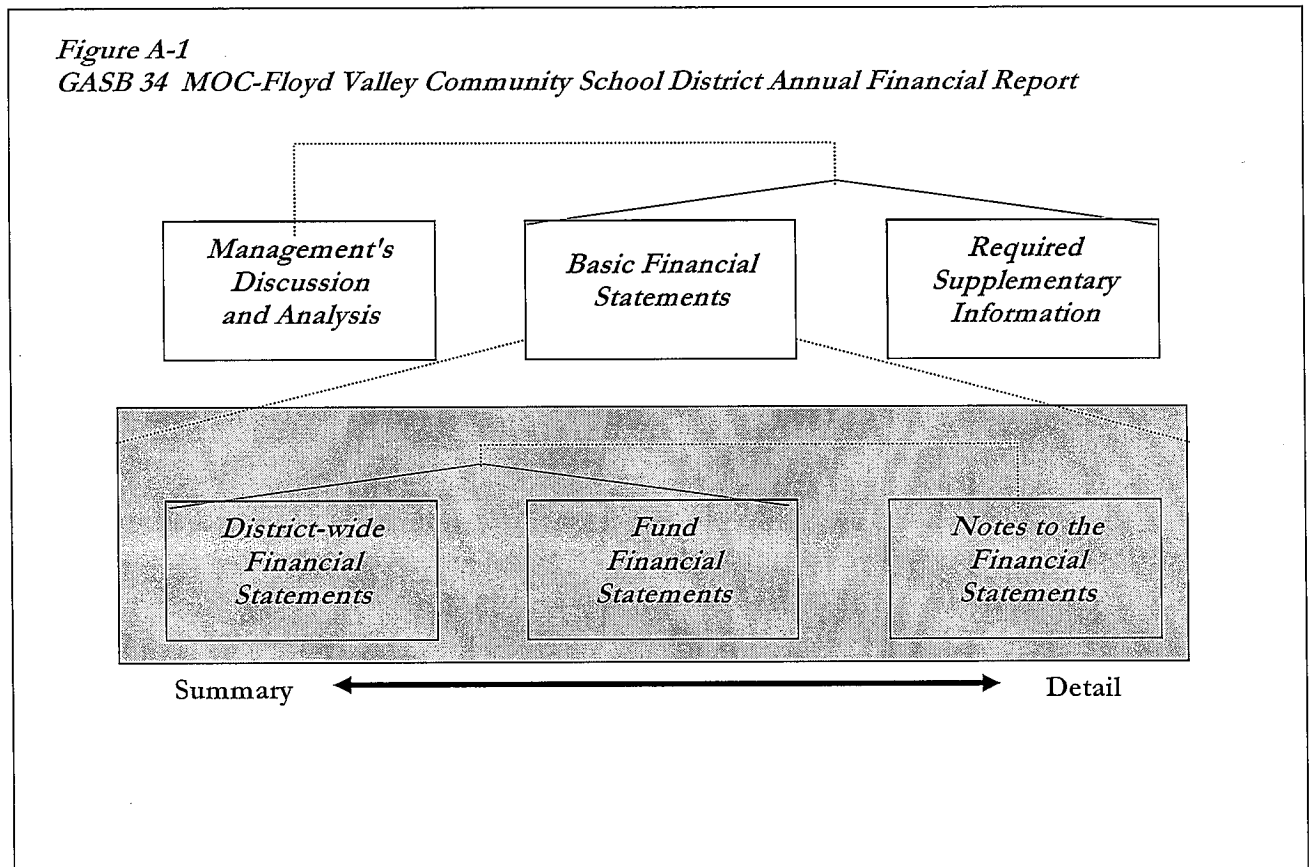 Figure A-1
GASB 34 MOC-Floyd Valley Community School District Annual Financial Report
Management's
Discussion
and Analysis
Basic Financial
Statements
Required
Supplementary
Information
District-wide
Financial
Statements
Fund
Financial
Statements
Notes to the
Financial
Statements
Summary
Detail